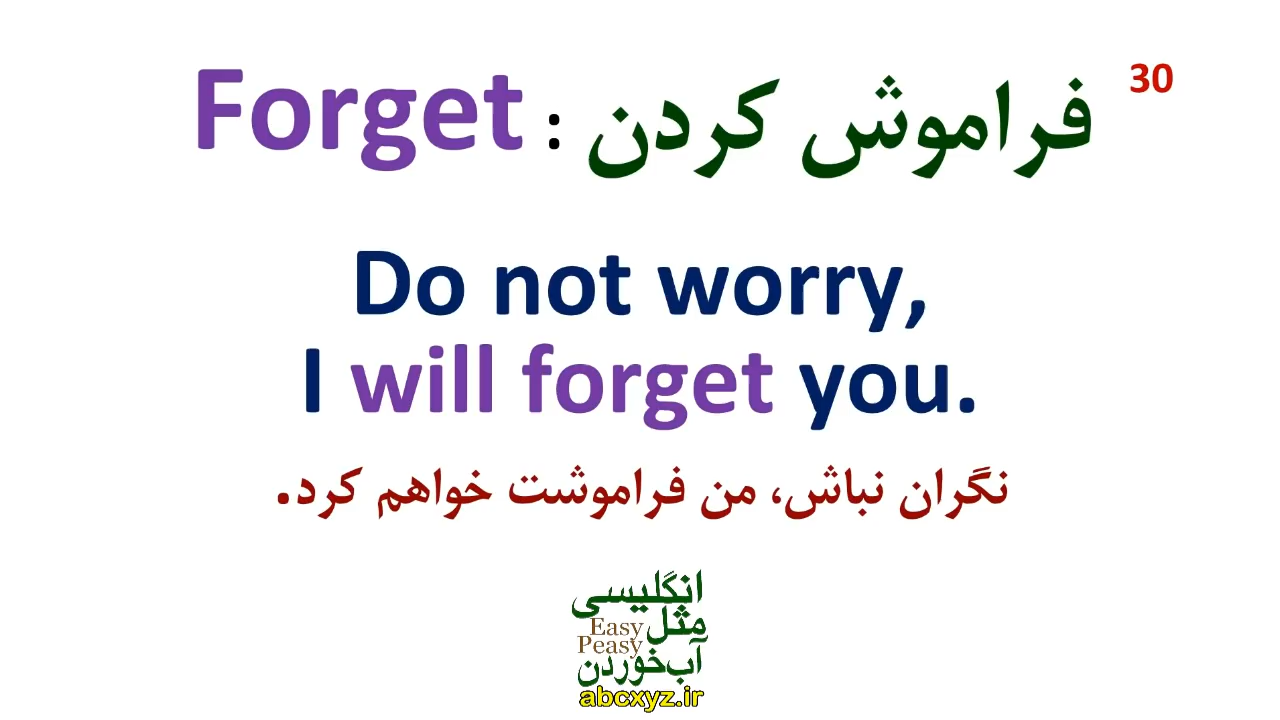 30
Forget : فراموش کردن
Do not worry,
I will forget you.
نگران نباش، من فراموشت خواهم کرد.
انگلیسی
مثل Easy
Peasy
آب‌خوردن
abcxyz.ir